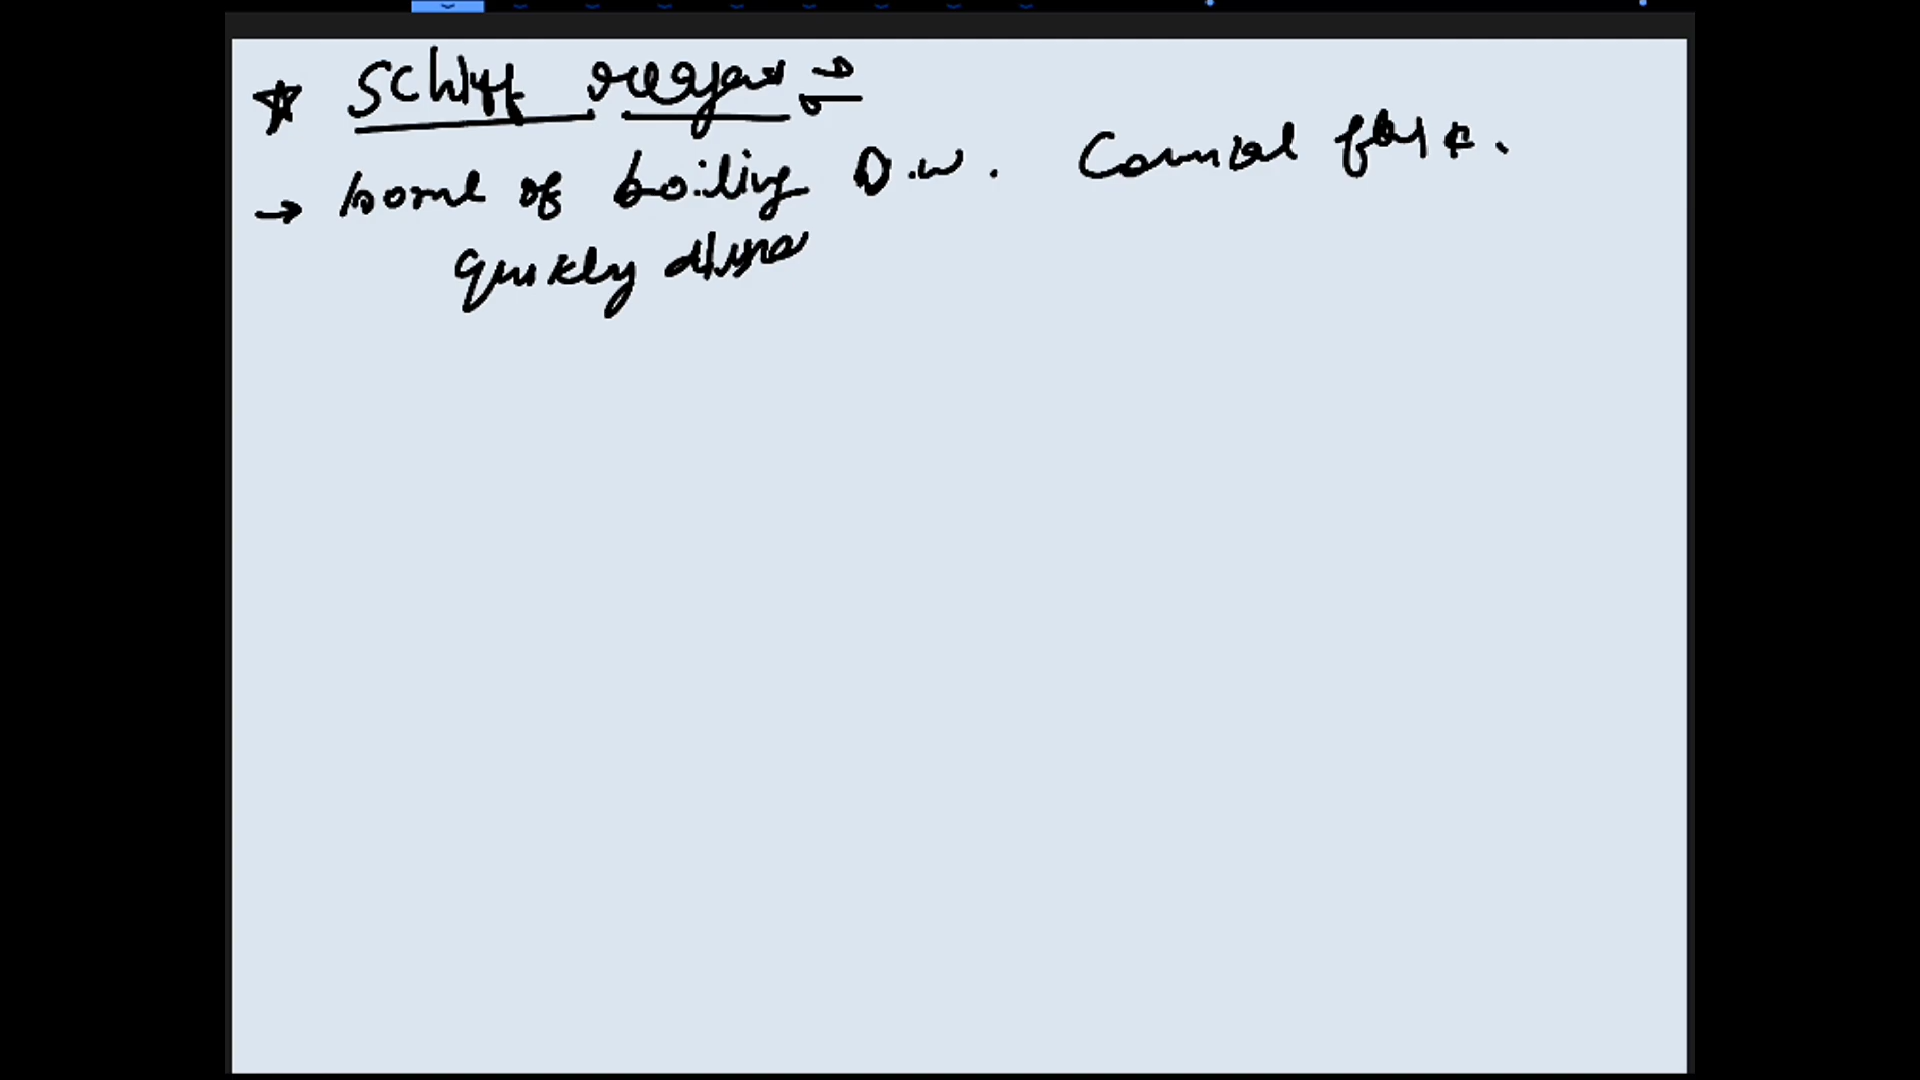 Schiff reagent
→ some of boiling D.W. Conical flask.
quickly